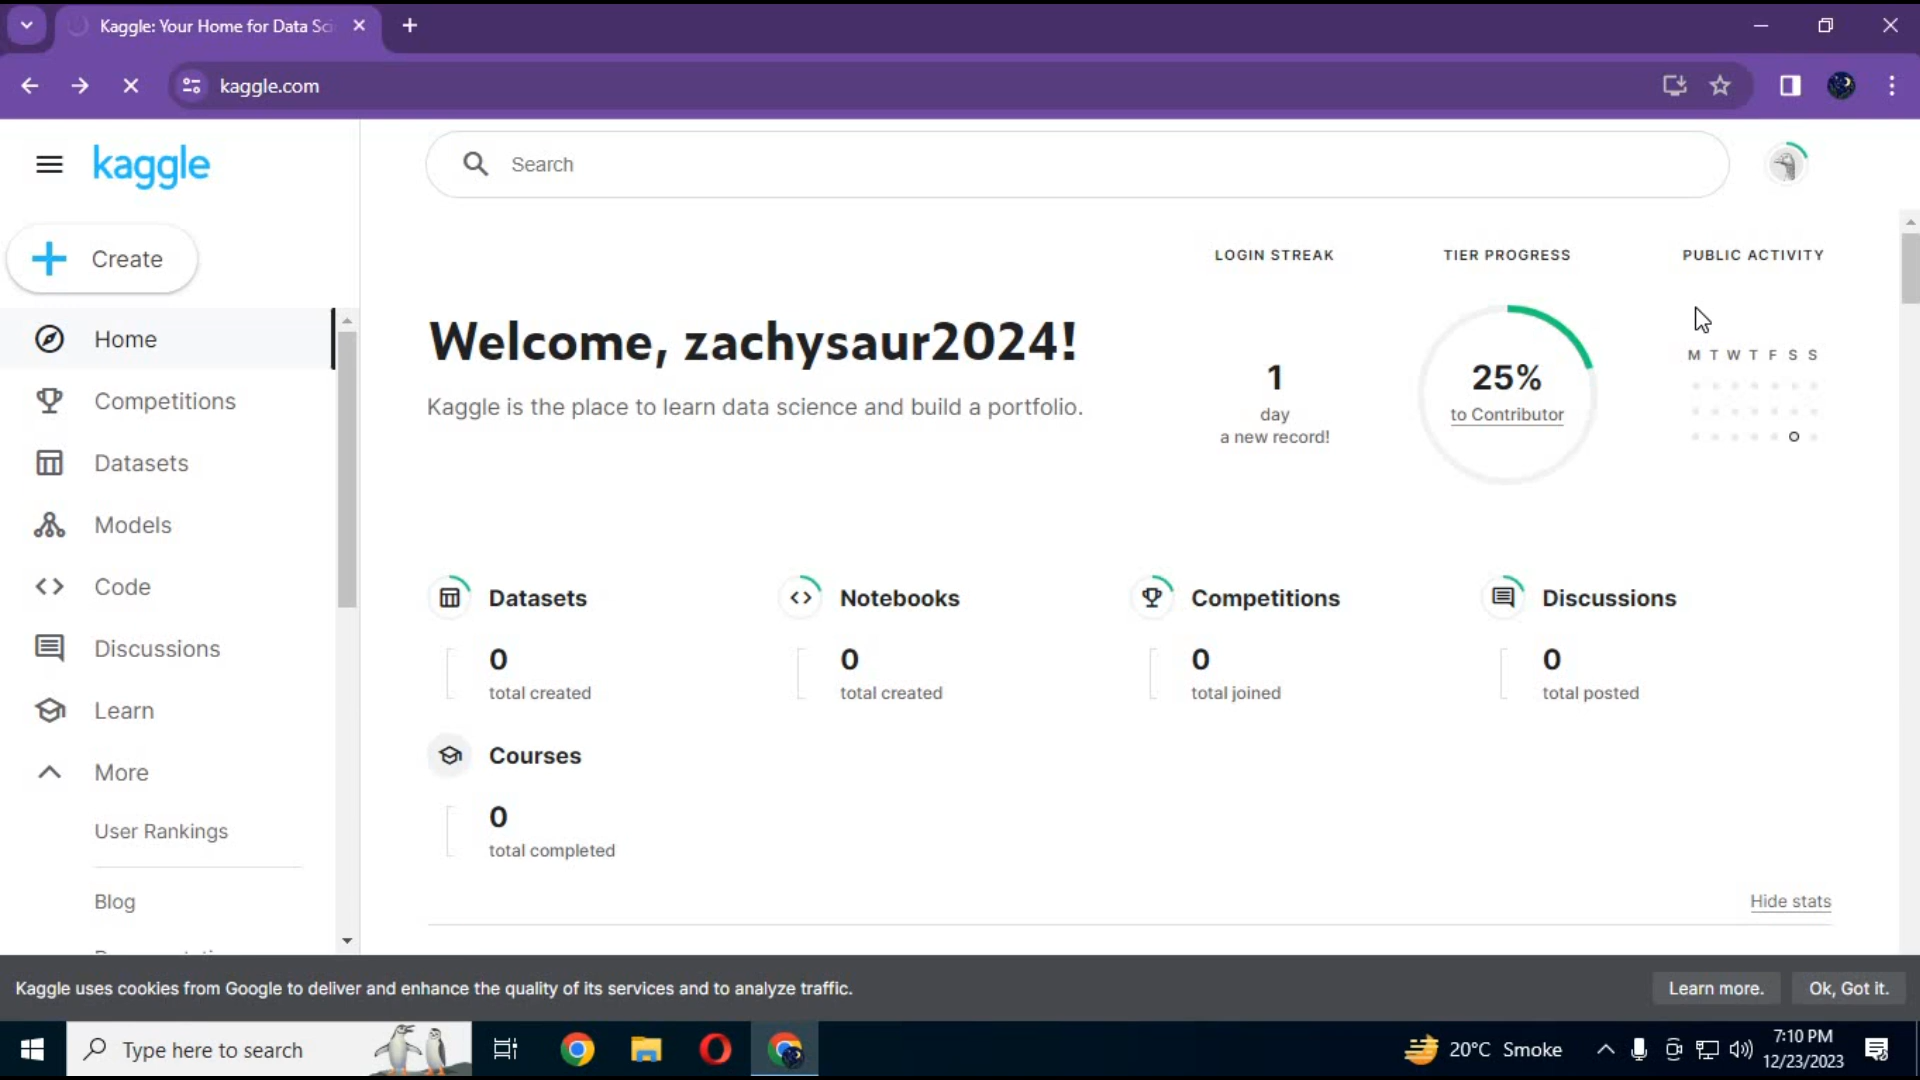 Kaggle: Your Home for Data Sci
kaggle.com
kaggle
Search
Create
Home
Competitions
Datasets
Models
Code
Discussions
Learn
More
User Rankings
Blog
LOGIN STREAK
TIER PROGRESS
PUBLIC ACTIVITY
Welcome, zachysaur2024!
Kaggle is the place to learn data science and build a portfolio.
1
day
a new record!
25%
to Contributor
M T W T F S S
Datasets
0
total created
Notebooks
0
total created
Competitions
0
total joined
Discussions
0
total posted
Courses
0
total completed
Hide stats
Kaggle uses cookies from Google to deliver and enhance the quality of its services and to analyze traffic.
Learn more.
Ok, Got it.
Type here to search
20°C Smoke
7:10 PM
12/23/2023